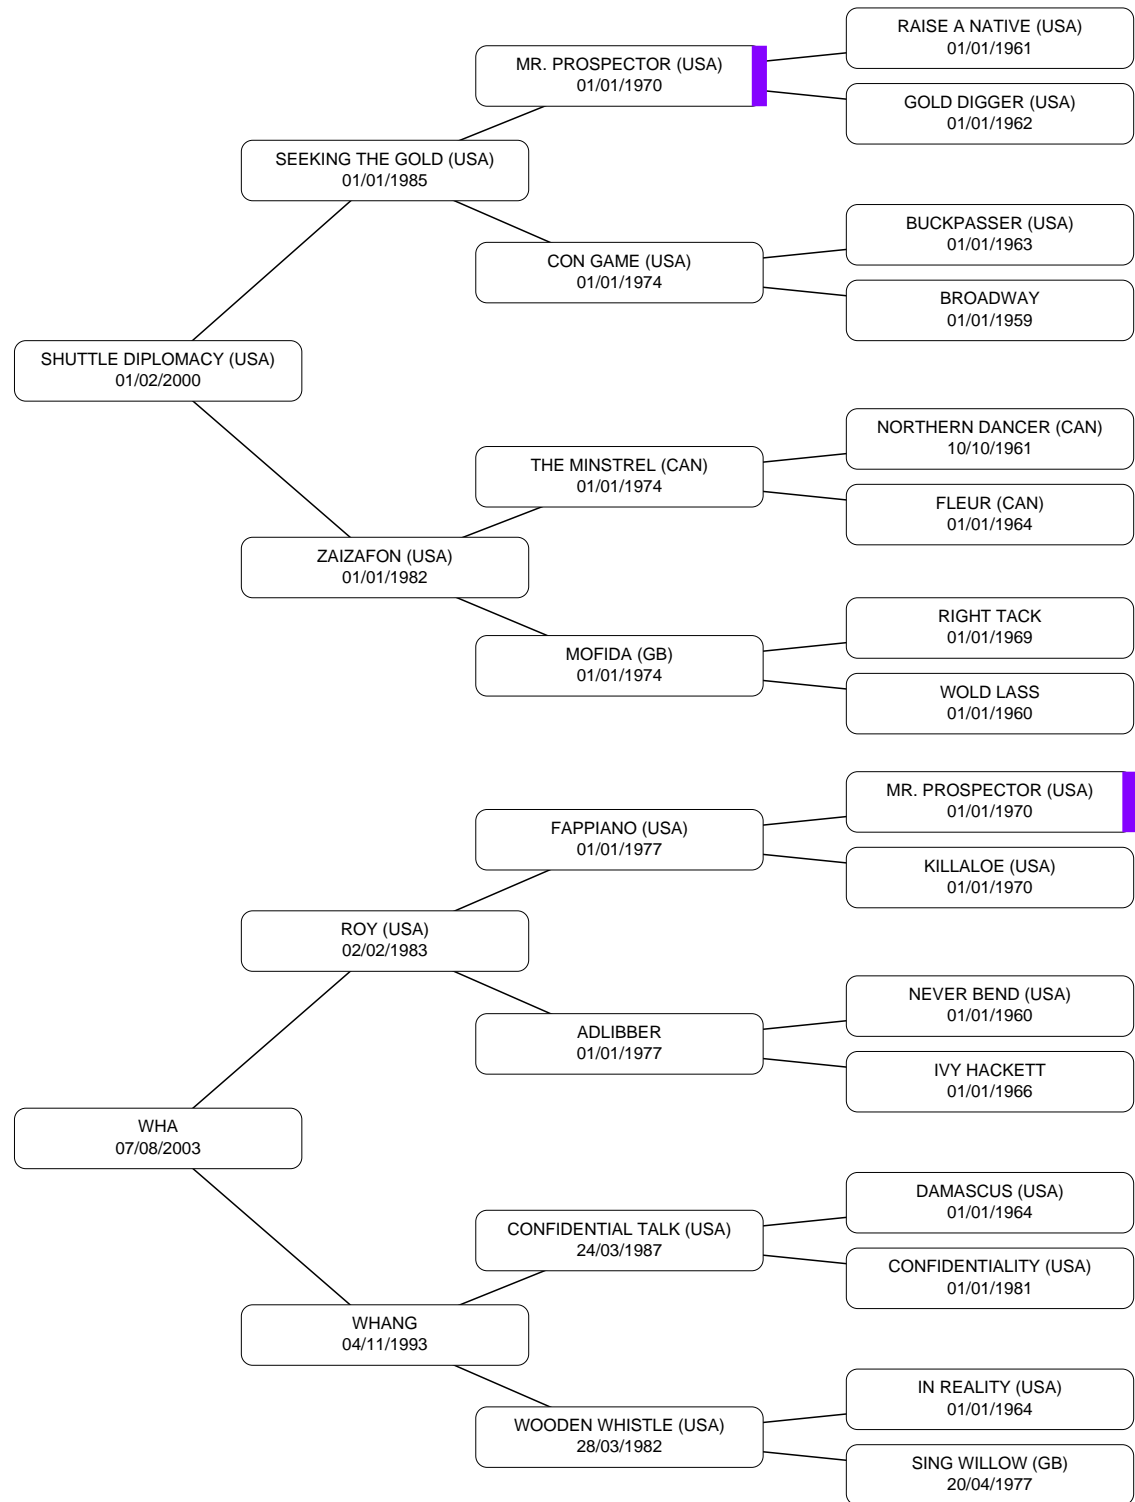 RAISE A NATIVE (USA)
01/01/1961
MR. PROSPECTOR (USA)
01/01/1970
GOLD DIGGER (USA)
01/01/1962
SEEKING THE GOLD (USA)
01/01/1985
BUCKPASSER (USA)
01/01/1963
CON GAME (USA)
01/01/1974
BROADWAY
01/01/1959
SHUTTLE DIPLOMACY (USA)
01/02/2000
NORTHERN DANCER (CAN)
10/10/1961
THE MINSTREL (CAN)
01/01/1974
FLEUR (CAN)
01/01/1964
ZAIZAFON (USA)
01/01/1982
RIGHT TACK
01/01/1969
MOFIDA (GB)
01/01/1974
WOLD LASS
01/01/1960
MR. PROSPECTOR (USA)
01/01/1970
FAPPIANO (USA)
01/01/1977
KILLALOE (USA)
01/01/1970
ROY (USA)
02/02/1983
NEVER BEND (USA)
01/01/1960
ADLIBBER
01/01/1977
IVY HACKETT
01/01/1966
WHA
07/08/2003
DAMASCUS (USA)
01/01/1964
CONFIDENTIAL TALK (USA)
24/03/1987
CONFIDENTIALITY (USA)
01/01/1981
WHANG
04/11/1993
IN REALITY (USA)
01/01/1964
WOODEN WHISTLE (USA)
28/03/1982
SING WILLOW (GB)
20/04/1977